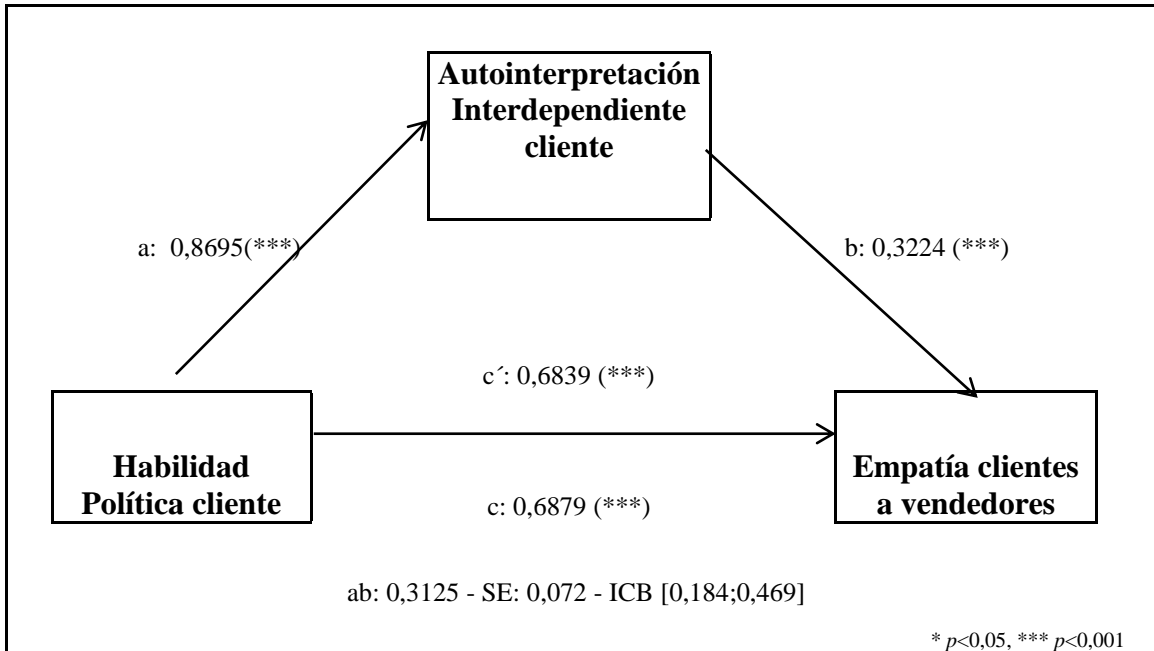 Autointerpretación
Interdependiente
cliente
a:  0,8695(***)
b: 0,3224 (***)
c´: 0,6839 (***)
Habilidad
Política cliente
Empatía clientes
a vendedores
c: 0,6879 (***)
ab: 0,3125 - SE: 0,072 - ICB [0,184;0,469]
* p<0,05, *** p<0,001